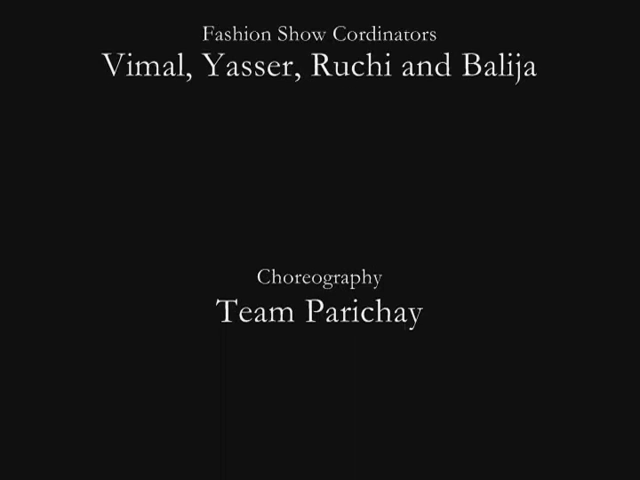 Fashion Show Cordinators
Vimal, Yasser, Ruchi and Balija
Choreography
Team Parichay